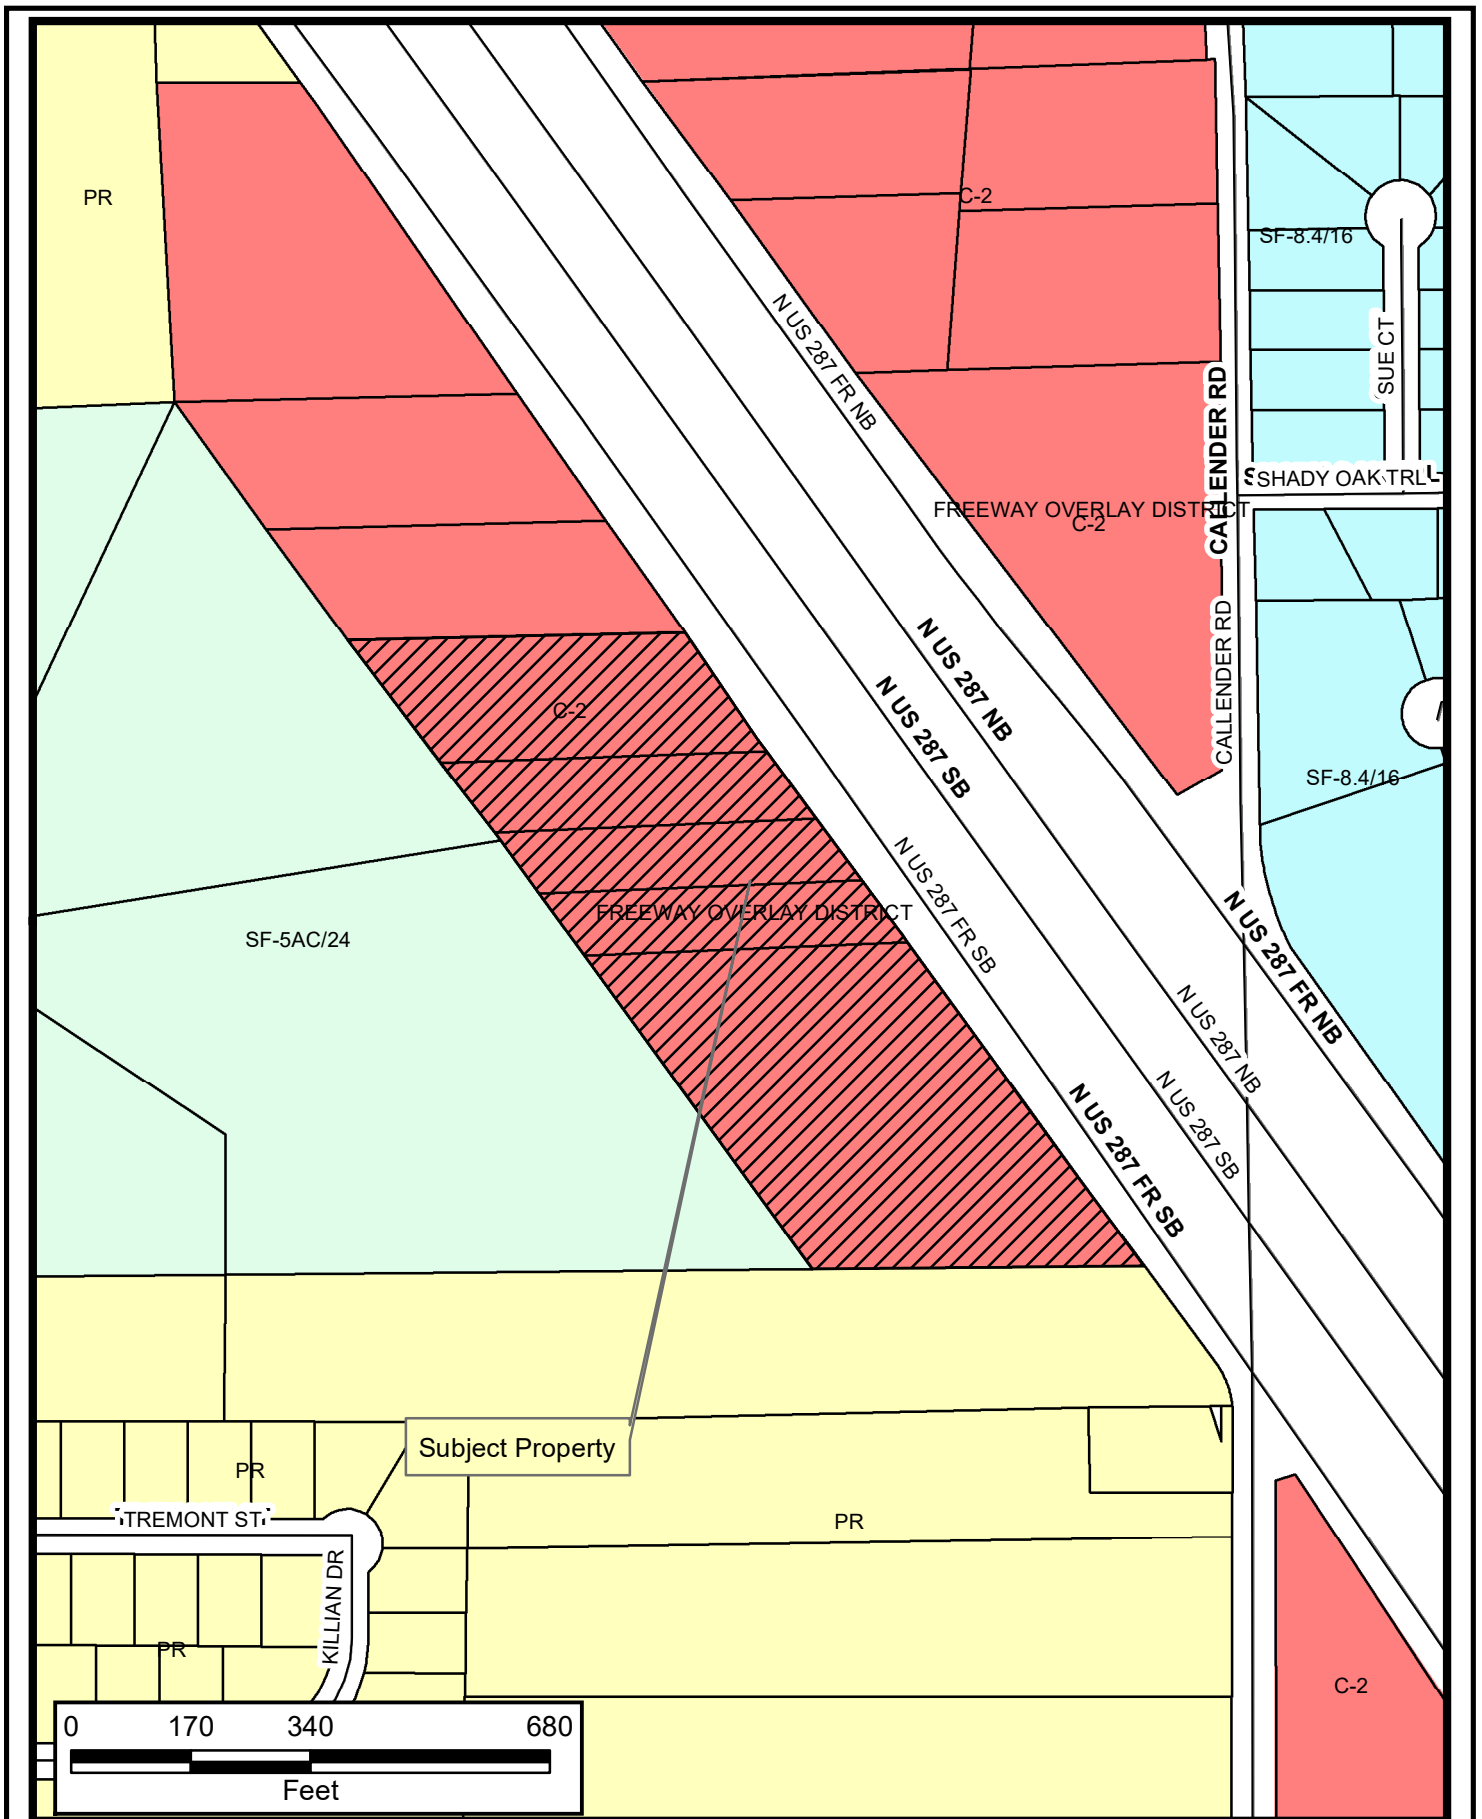 PR
C-2
SF-8.4/16
N US 287 FR NB
SUE CT
CALLENDER RD
SHADY OAK TRL
FREEWAY OVERLAY DISTRICT
C-2
CALLENDER RD
N US 287 NB
N US 287 SB
C-2
SF-8.4/16
N US 287 FR SB
FREEWAY OVERLAY DISTRICT
SF-5AC/24
N US 287 FR NB
N US 287 NB
N US 287 SB
N US 287 FR SB
Subject Property
PR
TREMONT ST
PR
KILLIAN DR
PR
C-2
0 170 340 680
Feet